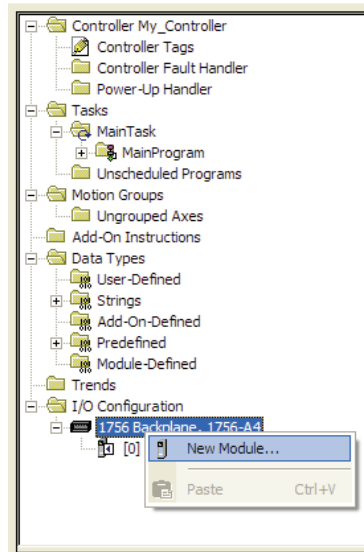 Controller My_Controller
Controller Tags
Controller Fault Handler
Power-Up Handler
Tasks
MainTask
MainProgram
Unscheduled Programs
Motion Groups
Ungrouped Axes
Add-On Instructions
Data Types
User-Defined
Strings
Add-On-Defined
Predefined
Module-Defined
Trends
I/O Configuration
1756 Backplane, 1756-A4
[0]
New Module...
Paste Ctrl+V